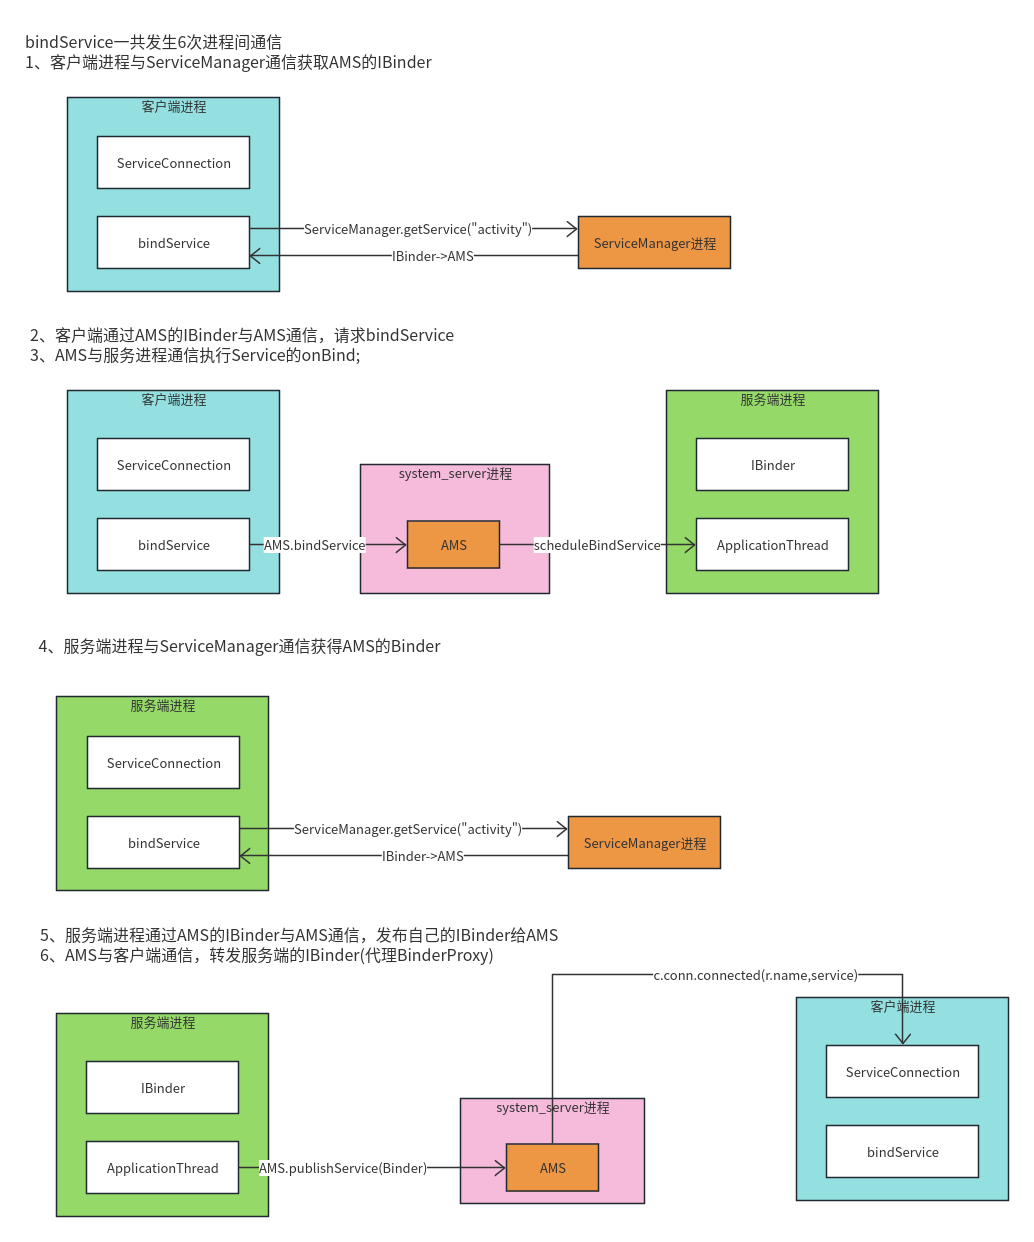 bindService一共发生6次进程间通信
1、客户端进程与ServiceManager通信获取AMS的IBinder
客户端进程
ServiceConnection
bindService
ServiceManager.getService("activity")
IBinder->AMS
ServiceManager进程
2、客户端通过AMS的IBinder与AMS通信，请求bindService
3、AMS与服务进程通信执行Service的onBind;
客户端进程
ServiceConnection
bindService
AMS.bindService
system_server进程
AMS
scheduleBindService
服务端进程
IBinder
ApplicationThread
4、服务端进程与ServiceManager通信获得AMS的Binder
服务端进程
ServiceConnection
bindService
ServiceManager.getService("activity")
IBinder->AMS
ServiceManager进程
5、服务端进程通过AMS的IBinder与AMS通信，发布自己的IBinder给AMS
6、AMS与客户端通信，转发服务端的IBinder(代理BinderProxy)
c.conn.connected(r.name,service)
服务端进程
IBinder
ApplicationThread
AMS.publishService(Binder)
system_server进程
AMS
客户端进程
ServiceConnection
bindService